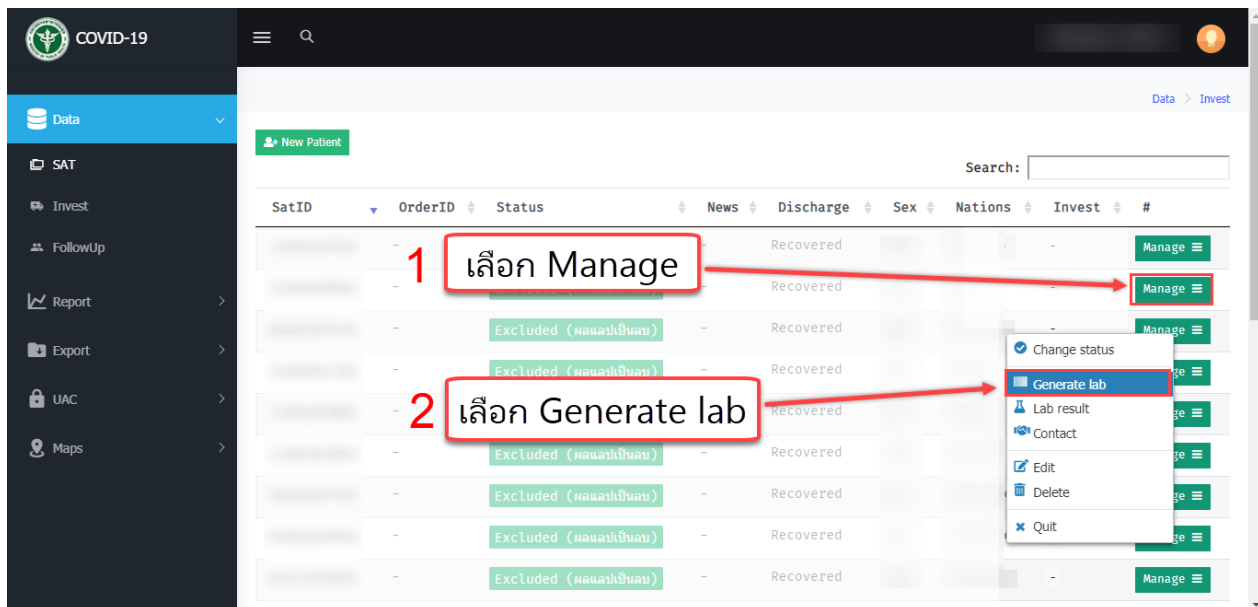 COVID-19
Data > Invest
Data
New Patient
SAT
Search:
Invest
SatID OrderID Status News Discharge Sex Nations Invest #
FollowUp
- - Recovered - Manage
1 เลือก Manage
Recovered - Manage
Report
- Excluded (ผลแลปเป็นลบ) - Recovered - Manage
Export
Change status
- Excluded (ผลแลปเป็นลบ) - Recovered
Generate lab
UAC
2 เลือก Generate lab
- Recovered
Lab result
Contact
Maps
- Excluded (ผลแลปเป็นลบ) - Recovered
Edit
- Excluded (ผลแลปเป็นลบ) - Recovered
Delete
Quit
- Excluded (ผลแลปเป็นลบ) - Recovered
- Excluded (ผลแลปเป็นลบ) - Recovered - Manage